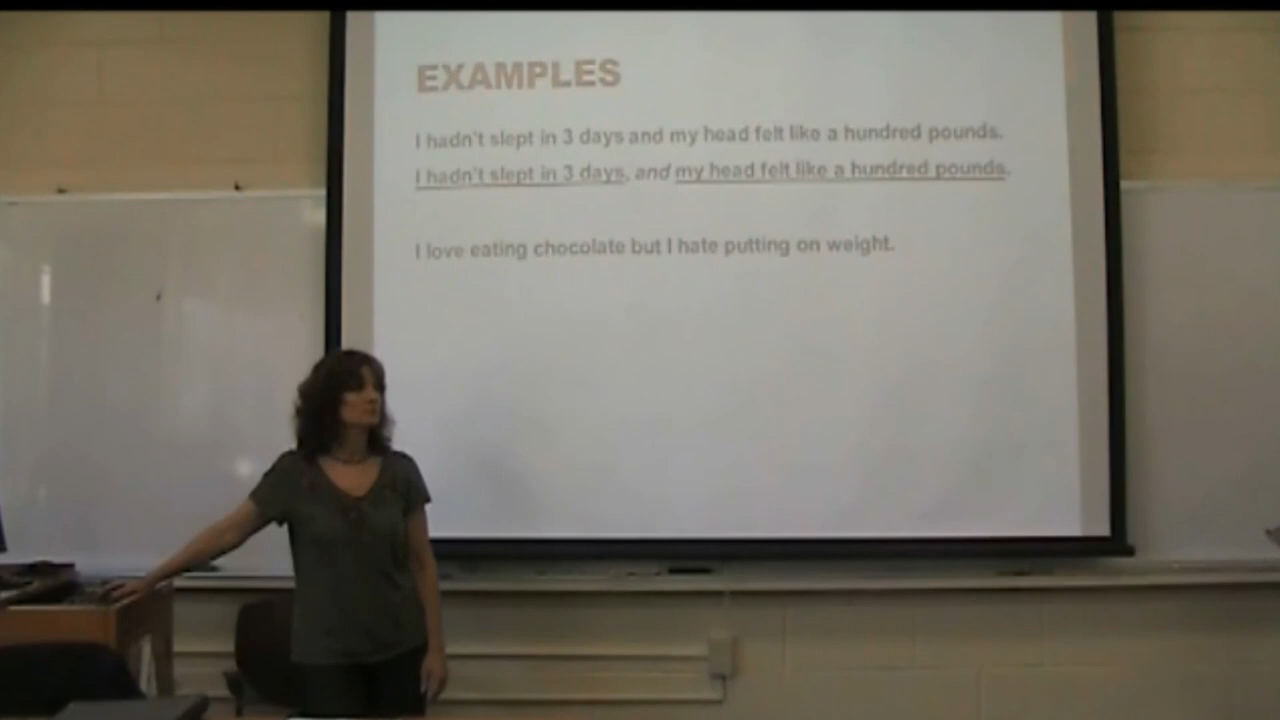 EXAMPLES
I hadn't slept in 3 days and my head felt like a hundred pounds.
I hadn't slept in 3 days, and my head felt like a hundred pounds.
I love eating chocolate but I hate putting on weight.